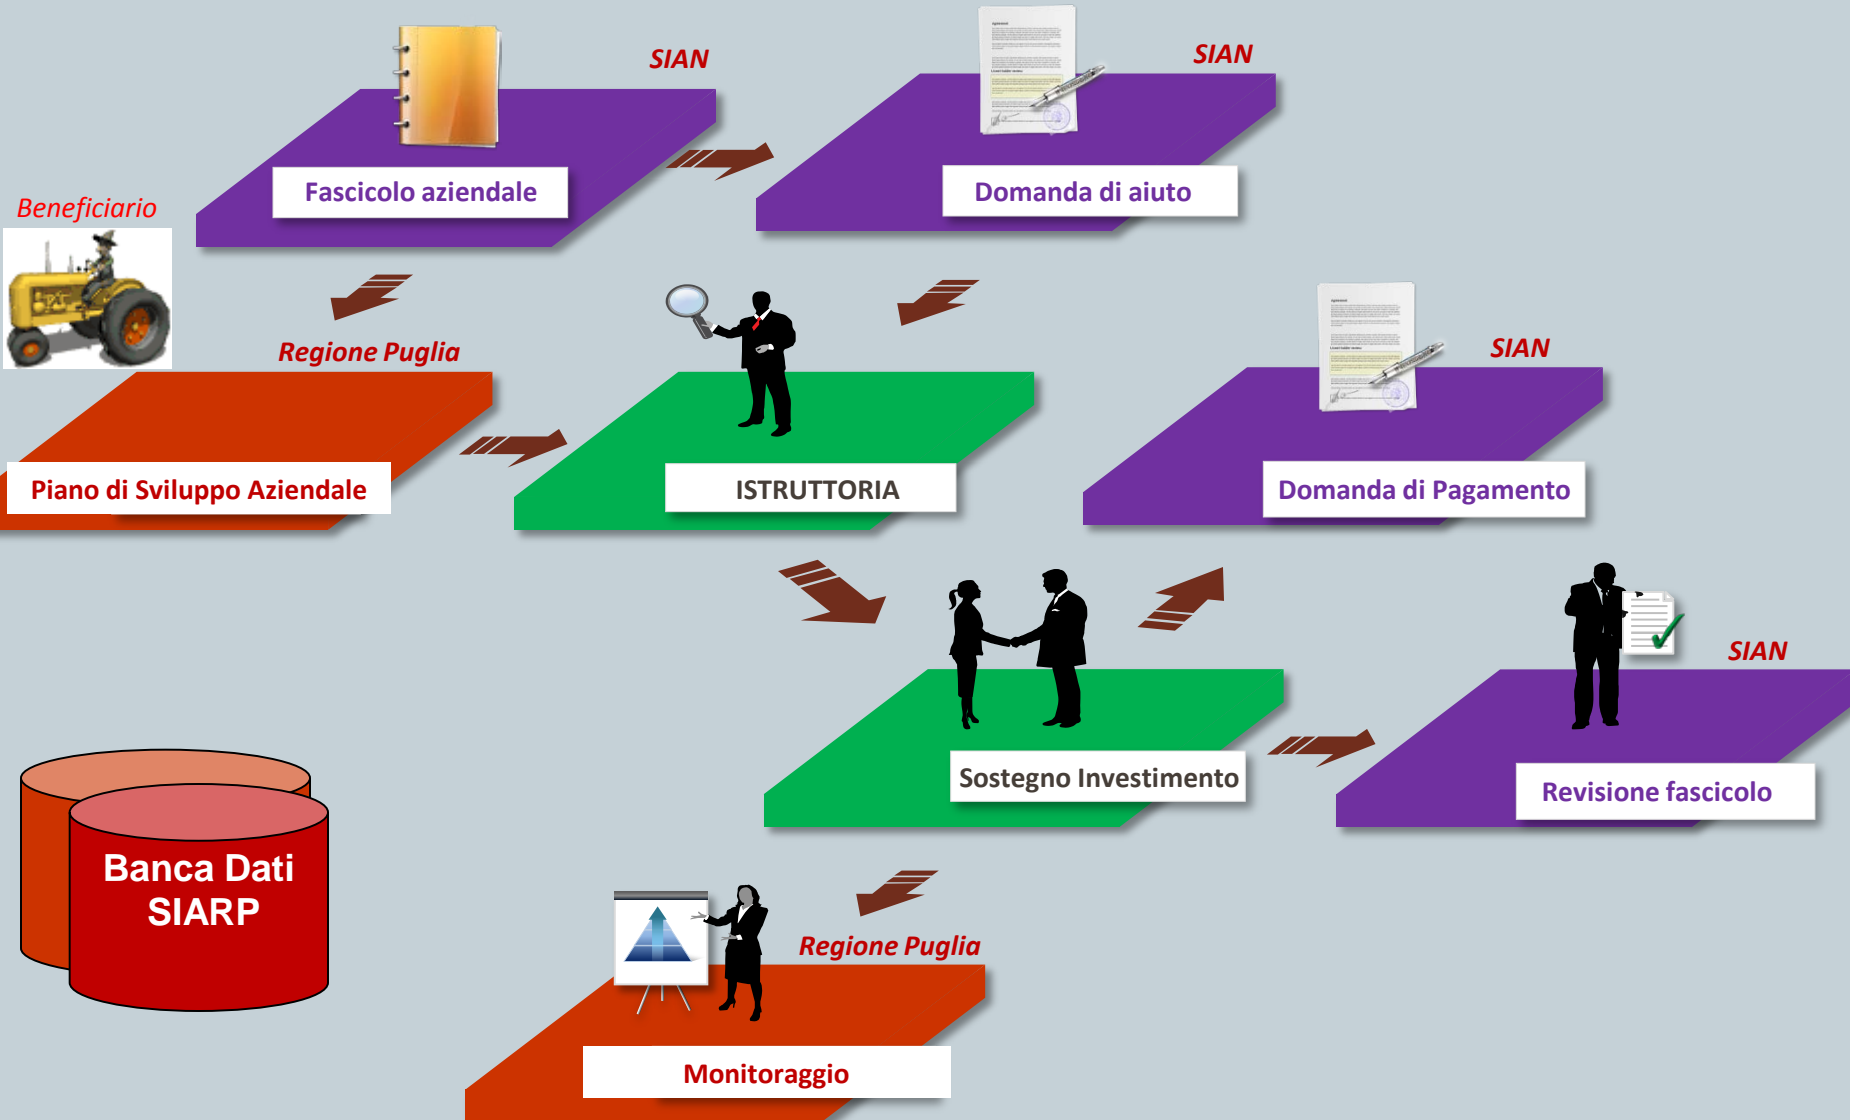 SIAN
SIAN
Fascicolo aziendale
Domanda di aiuto
Beneficiario
Regione Puglia
SIAN
Piano di Sviluppo Aziendale
ISTRUTTORIA
Domanda di Pagamento
SIAN
Sostegno Investimento
Revisione fascicolo
Banca Dati
SIARP
Regione Puglia
Monitoraggio